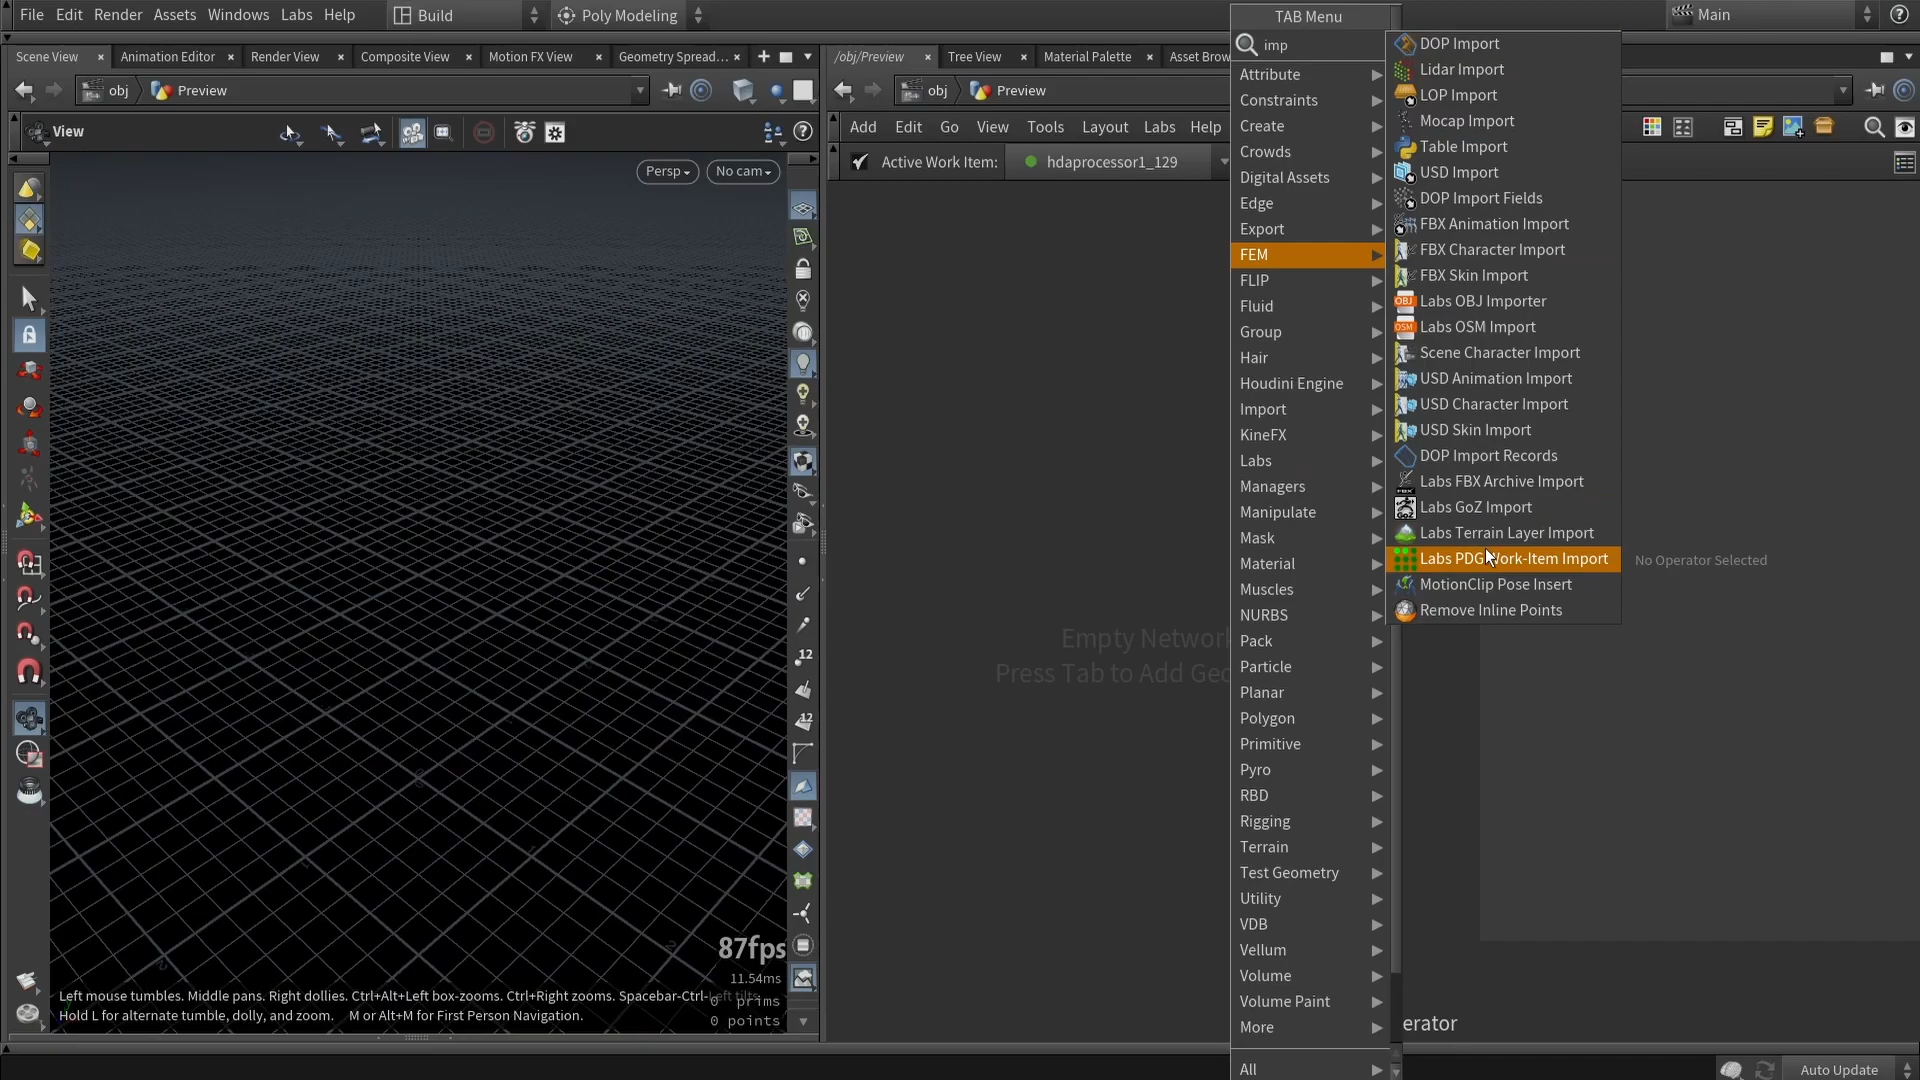 File Edit Render Assets Windows Labs Help Build Poly Modeling Main
TAB Menu
imp
Scene View Animation Editor Render View Composite View Motion FX View Geometry Spread...
/obj/Preview Tree View Material Palette Asset Brow
obj Preview
obj Preview
View
Add Edit Go View Tools Layout Labs Help
Active Work Item: hdaprocessor1_129
Persp No cam
12
12
87fps
11.54ms
0 prims
0 points
Left mouse tumbles. Middle pans. Right dollies. Ctrl+Alt+Left box-zooms. Ctrl+Right zooms. Spacebar-Ctrl-Left tilts.
Hold L for alternate tumble, dolly, and zoom. M or Alt+M for First Person Navigation.
Empty Network
Press Tab to Add Geo
Attribute
Constraints
Create
Crowds
Digital Assets
Edge
Export
FEM
FLIP
Fluid
Group
Hair
Houdini Engine
Import
KineFX
Labs
Managers
Manipulate
Mask
Material
Muscles
NURBS
Pack
Particle
Planar
Polygon
Primitive
Pyro
RBD
Rigging
Terrain
Test Geometry
Utility
VDB
Vellum
Volume
Volume Paint
More
All
DOP Import
Lidar Import
LOP Import
Mocap Import
Table Import
USD Import
DOP Import Fields
FBX Animation Import
FBX Character Import
FBX Skin Import
OBJ Labs OBJ Importer
OSM Labs OSM Import
Scene Character Import
USD Animation Import
USD Character Import
USD Skin Import
DOP Import Records
Labs FBX Archive Import
Labs GoZ Import
Labs Terrain Layer Import
Labs PDG Work-Item Import
MotionClip Pose Insert
Remove Inline Points
No Operator Selected
erator
Auto Update